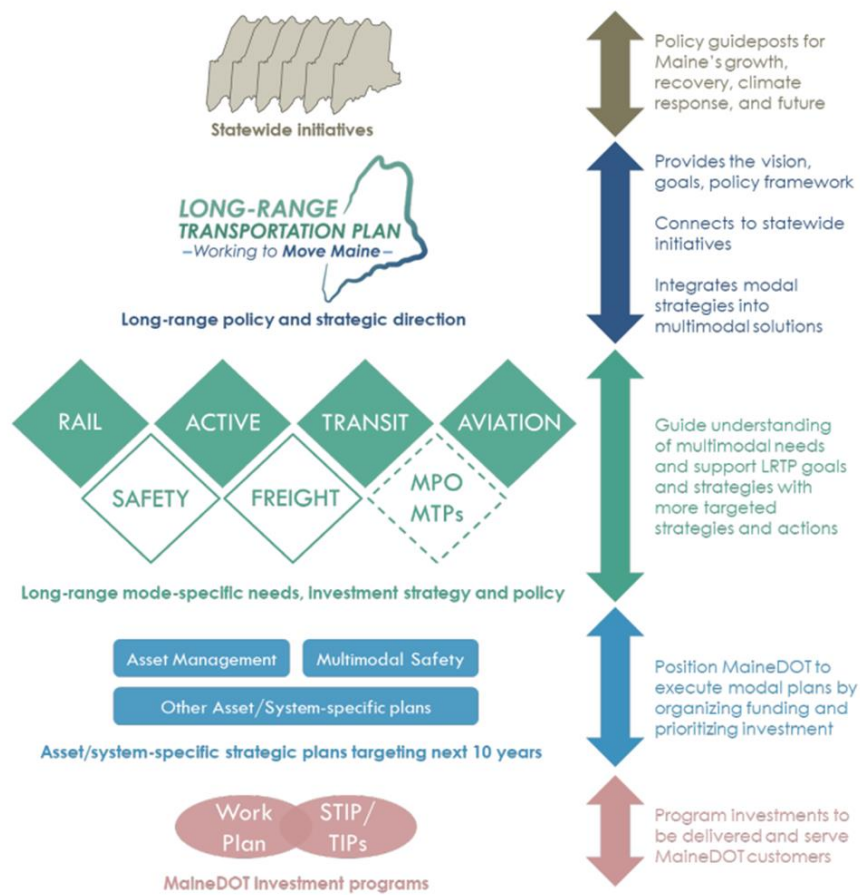 Statewide initiatives
Policy guideposts for
Maine's growth,
recovery, climate
response, and future
LONG-RANGE
TRANSPORTATION PLAN
–Working to Move Maine–
Long-range policy and strategic direction
Provides the vision,
goals, policy framework
Connects to statewide
initiatives
Integrates modal
strategies into
multimodal solutions
RAIL
ACTIVE
TRANSIT
AVIATION
SAFETY
FREIGHT
MPO
MTPs
Long-range mode-specific needs, investment strategy and policy
Guide understanding
of multimodal needs
and support LRTP goals
and strategies with
more targeted
strategies and actions
Asset Management
Multimodal Safety
Other Asset/System-specific plans
Asset/system-specific strategic plans targeting next 10 years
Position MaineDOT to
execute modal plans by
organizing funding and
prioritizing investment
Work
Plan
STIP/
TIPs
MaineDOT investment programs
Program investments to
be delivered and serve
MaineDOT customers